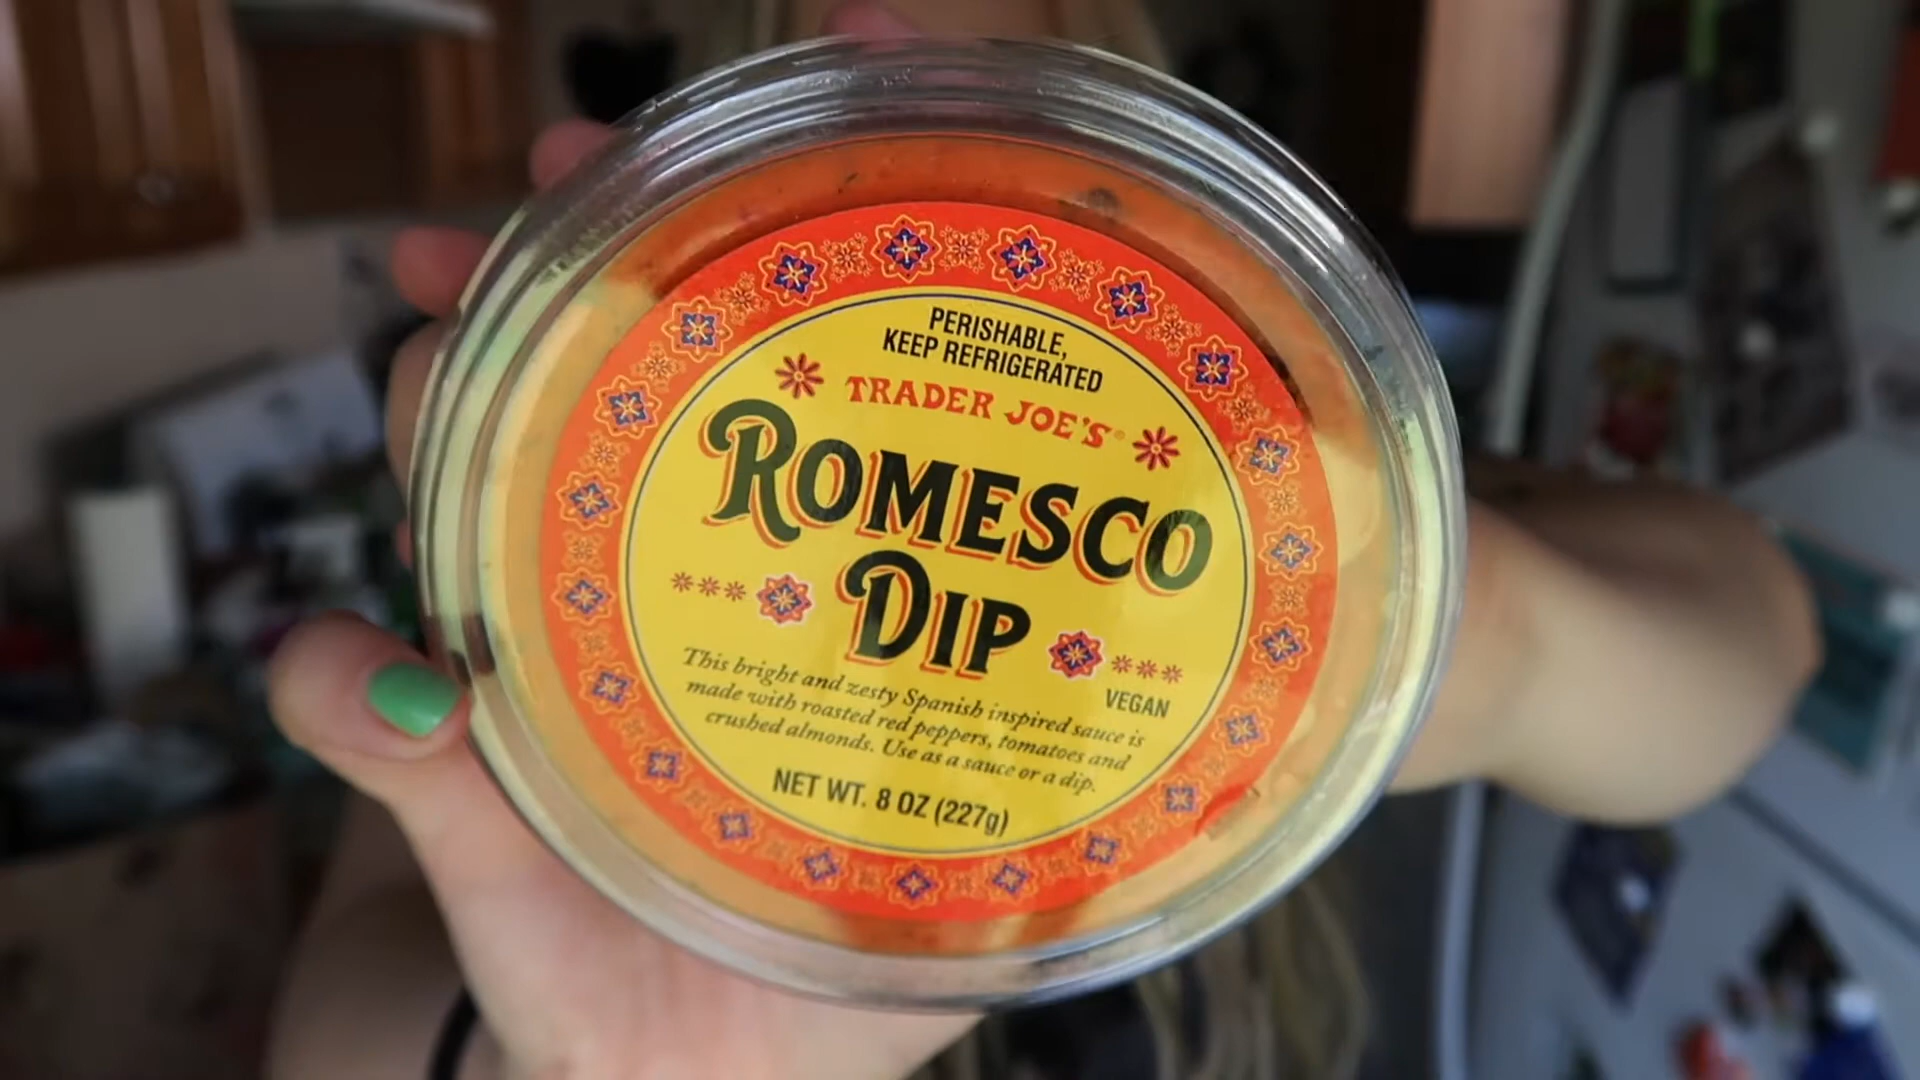 PERISHABLE,
KEEP REFRIGERATED
TRADER JOE'S®
ROMESCO
DIP
VEGAN
This bright and zesty Spanish inspired sauce is
made with roasted red peppers, tomatoes and
crushed almonds. Use as a sauce or a dip.
NET WT. 8 OZ (227g)